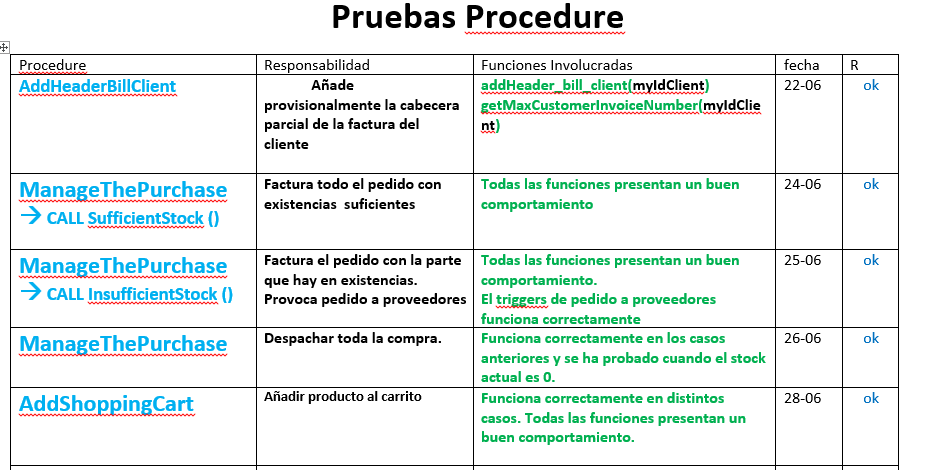 Pruebas Procedure
Procedure Responsabilidad Funciones Involucradas fecha R
AddHeaderBillClient
Añade
provisionalmente la cabecera
parcial de la factura del
cliente
addHeader_bill_client(myIdClient)
getMaxCustomerInvoiceNumber(myIdClie
nt)
22-06
ok
ManageThePurchase
→ CALL SufficientStock ()
Factura todo el pedido con
existencias suficientes
Todas las funciones presentan un buen
comportamiento
24-06
ok
ManageThePurchase
→ CALL InsufficientStock ()
Factura el pedido con la parte
que hay en existencias.
Provoca pedido a proveedores
Todas las funciones presentan un buen
comportamiento.
El triggers de pedido a proveedores
funciona correctamente
25-06
ok
ManageThePurchase
Despachar toda la compra.
Funciona correctamente en los casos
anteriores y se ha probado cuando el stock
actual es 0.
26-06
ok
AddShoppingCart
Añadir producto al carrito
Funciona correctamente en distintos
casos. Todas las funciones presentan un
buen comportamiento.
28-06
ok